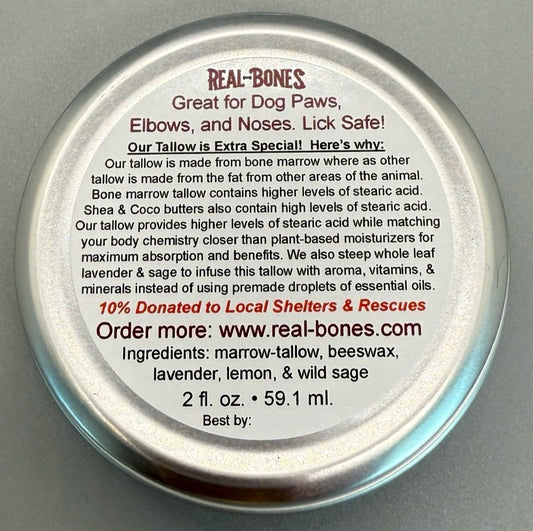 REAL-BONES
Great for Dog Paws,
Elbows, and Noses. Lick Safe!
Our Tallow is Extra Special! Here's why:
Our tallow is made from bone marrow where as other
tallow is made from the fat from other areas of the animal.
Bone marrow tallow contains higher levels of stearic acid.
Shea & Coco butters also contain high levels of stearic acid.
Our tallow provides higher levels of stearic acid while matching
your body chemistry closer than plant-based moisturizers for
maximum absorption and benefits. We also steep whole leaf
lavender & sage to infuse this tallow with aroma, vitamins, &
minerals instead of using premade droplets of essential oils.
10% Donated to Local Shelters & Rescues
Order more: www.real-bones.com
Ingredients: marrow-tallow, beeswax,
lavender, lemon, & wild sage
2 fl. oz. • 59.1 ml.
Best by: